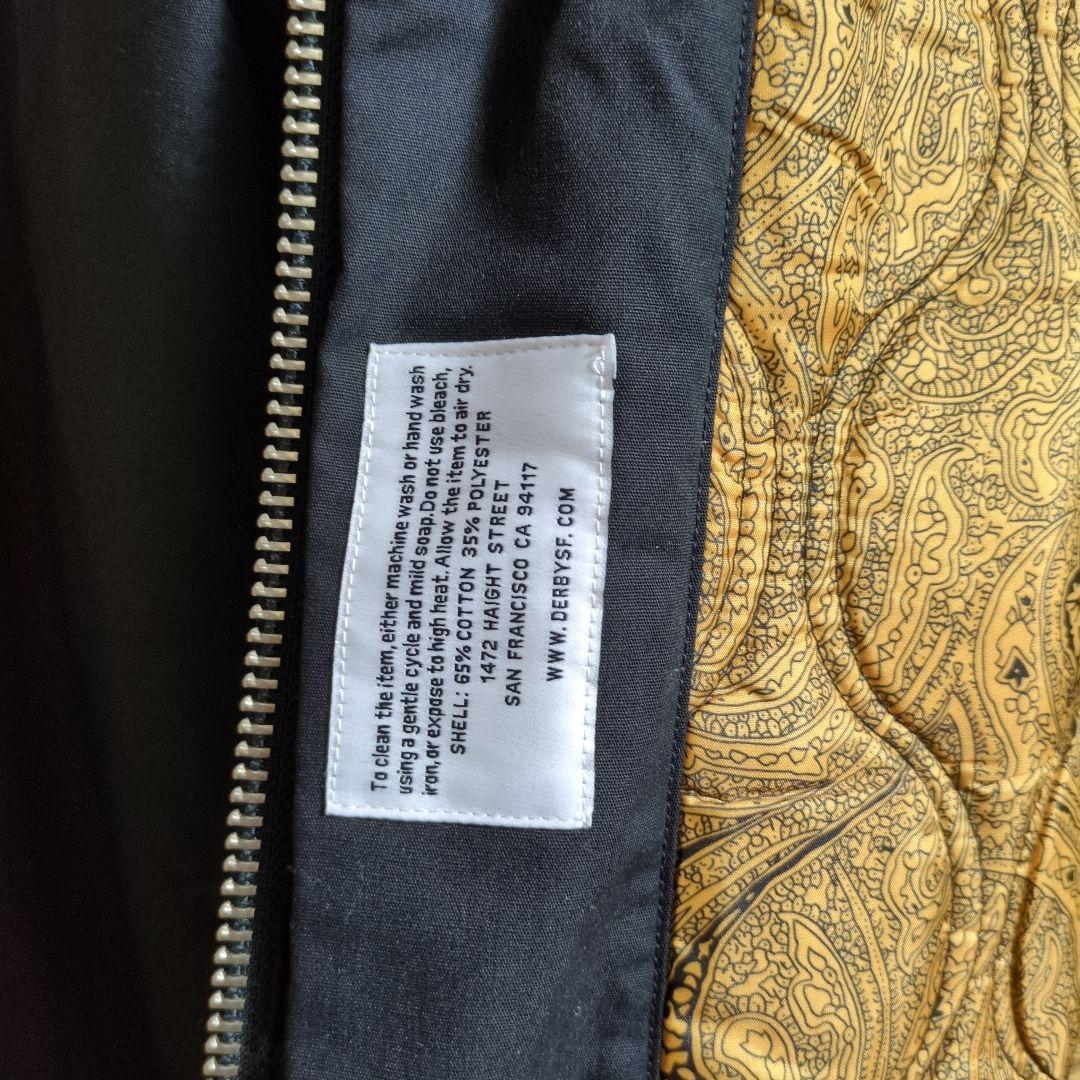 To clean the item, either machine wash or hand wash
using a gentle cycle and mild soap. Do not use bleach,
iron, or expose to high heat. Allow the item to air dry.
SHELL: 65% COTTON 35% POLYESTER
1472 HAIGHT STREET
SAN FRANCISCO CA 94117
WWW.DERBYSF.COM